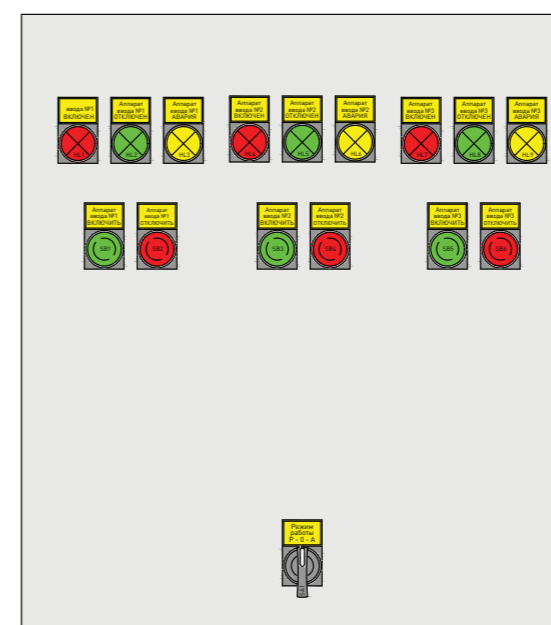 ввода №1
ВКЛЮЧЕН
Аппарат
ввода №1
ОТКЛЮЧЕН
Аппарат
ввода №1
АВАРИЯ
Аппарат
ввода №2
ВКЛЮЧЕН
Аппарат
ввода №2
ОТКЛЮЧЕН
Аппарат
ввода №2
АВАРИЯ
Аппарат
ввода №3
ВКЛЮЧЕН
Аппарат
ввода №3
ОТКЛЮЧЕН
Аппарат
ввода №3
АВАРИЯ
HL1
HL2
HL3
HL4
HL5
HL6
HL7
HL8
HL9
Аппарат
ввода №1
ВКЛЮЧИТЬ
Аппарат
ввода №1
ОТКЛЮЧИТЬ
Аппарат
ввода №2
ВКЛЮЧИТЬ
Аппарат
ввода №2
ОТКЛЮЧИТЬ
Аппарат
ввода №3
ВКЛЮЧИТЬ
Аппарат
ввода №3
ОТКЛЮЧИТЬ
SB1
SB2
SB3
SB4
SB5
SB6
Режим
работы
Р - 0 - А
SA1